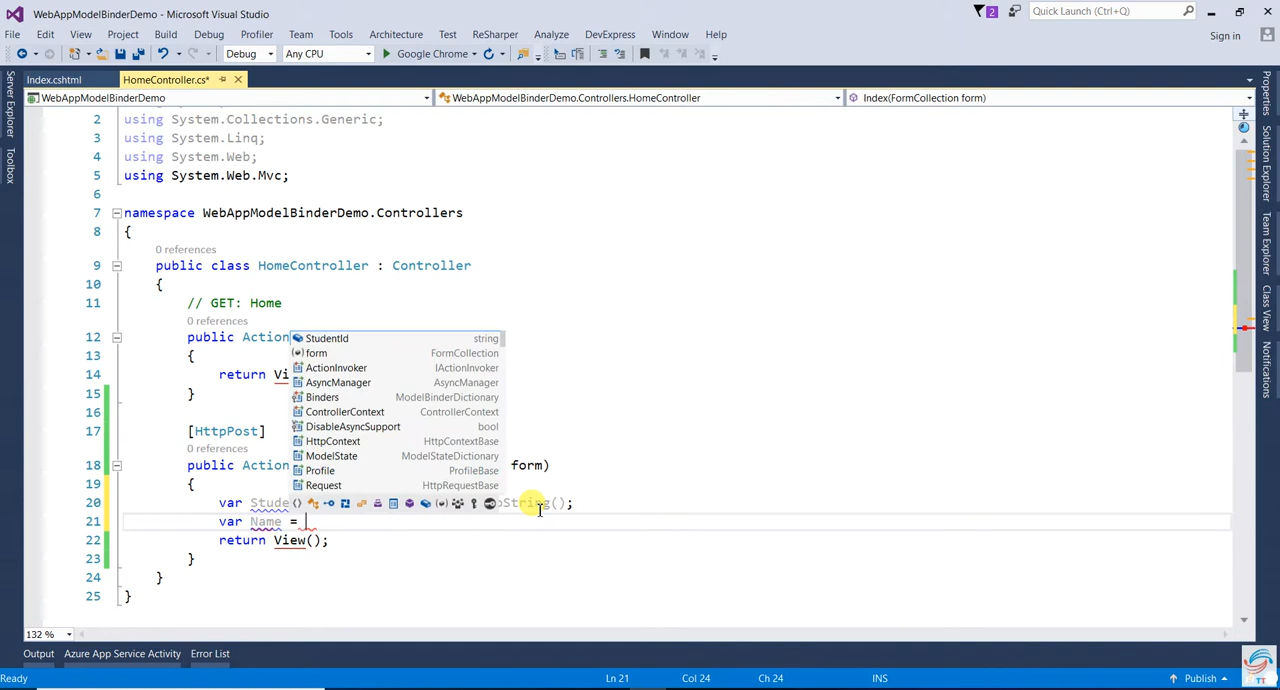 WebAppModelBinderDemo - Microsoft Visual Studio
2
Quick Launch (Ctrl+Q)
File Edit View Project Build Debug Profiler Team Tools Architecture Test ReSharper Analyze DevExpress Window Help
Sign in
Debug Any CPU Google Chrome
Index.cshtml HomeController.cs*
WebAppModelBinderDemo WebAppModelBinderDemo.Controllers.HomeController Index(FormCollection form)
Server Explorer
Toolbox
Properties
Solution Explorer
Team Explorer
Class View
Notifications
2 using System.Collections.Generic;
3 using System.Linq;
4 using System.Web;
5 using System.Web.Mvc;
6
7 namespace WebAppModelBinderDemo.Controllers
8 {
0 references
9 public class HomeController : Controller
10 {
11 // GET: Home
0 references
12 public Action
13 {
14 return Vi
15 }
16
17 [HttpPost]
0 references
18 public Action form)
19 {
20 var Stude oString();
21 var Name =
22 return View();
23 }
24 }
25 }
StudentId string
form FormCollection
ActionInvoker IActionInvoker
AsyncManager AsyncManager
Binders ModelBinderDictionary
ControllerContext ControllerContext
DisableAsyncSupport bool
HttpContext HttpContextBase
ModelState ModelStateDictionary
Profile ProfileBase
Request HttpRequestBase
132 %
Output Azure App Service Activity Error List
Ready Ln 21 Col 24 Ch 24 INS Publish
TT